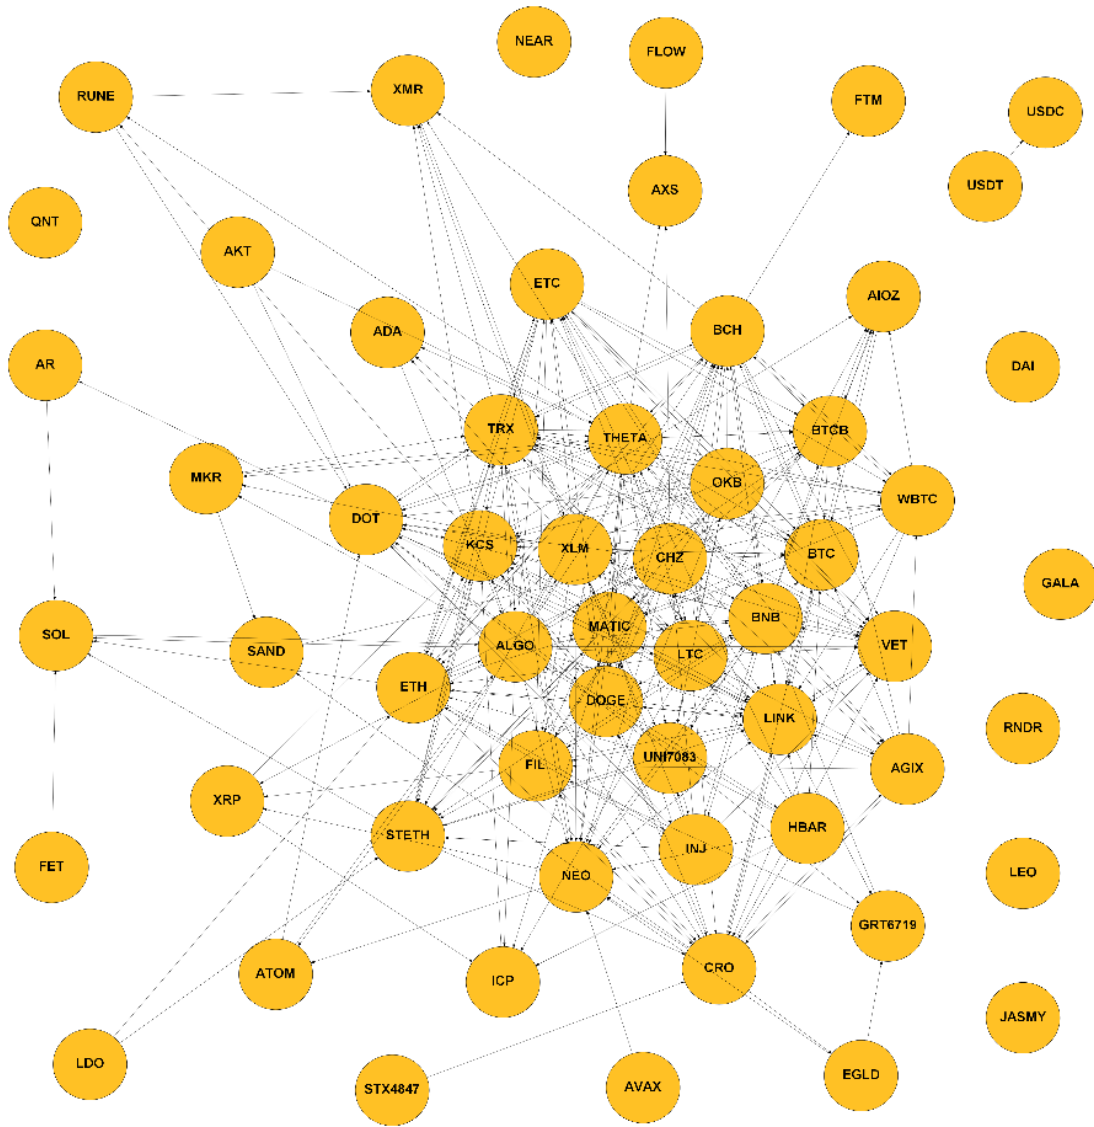 NEAR
FLOW
RUNE
XMR
FTM
USDC
USDT
AXS
QNT
AKT
ETC
AIOZ
ADA
BCH
AR
DAI
TRX
THETA
BTCB
MKR
OKB
WBTC
DOT
KCS
XLM
CHZ
BTC
GALA
SOL
SAND
ALGO
MATIC
BNB
LTC
VET
ETH
DOGE
LINK
RNDR
FIL
UNI7083
AGIX
XRP
STETH
HBAR
INJ
FET
NEO
LEO
GRT6719
ATOM
ICP
CRO
JASMY
LDO
STX4847
AVAX
EGLD